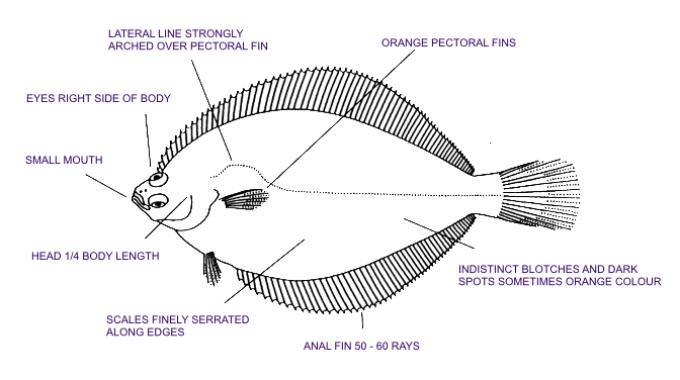 LATERAL LINE STRONGLY
ARCHED OVER PECTORAL FIN
ORANGE PECTORAL FINS
EYES RIGHT SIDE OF BODY
SMALL MOUTH
HEAD 1/4 BODY LENGTH
INDISTINCT BLOTCHES AND DARK
SPOTS SOMETIMES ORANGE COLOUR
SCALES FINELY SERRATED
ALONG EDGES
ANAL FIN 50 - 60 RAYS